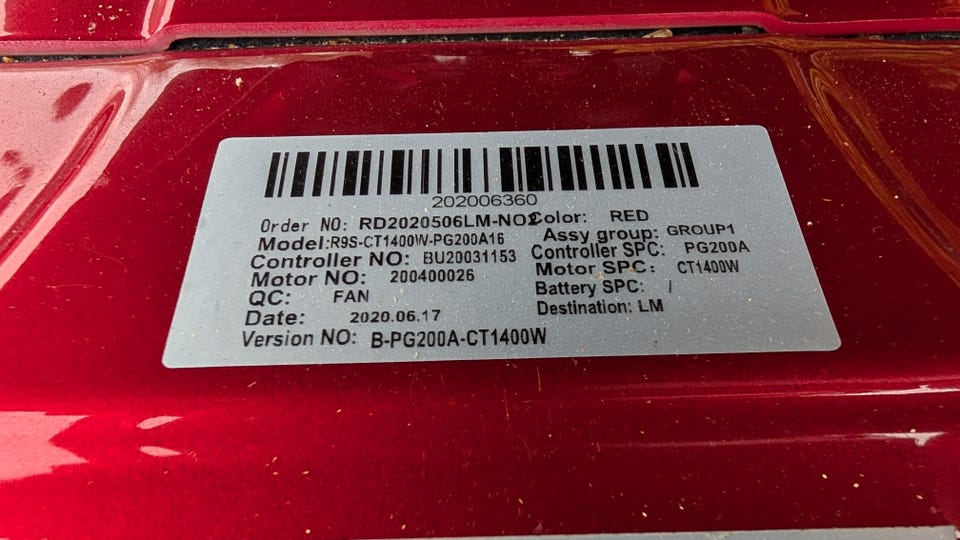 202006360
Order NO: RD2020506LM-NO2 Color: RED
Model:R9S-CT1400W-PG200A16 Assy group: GROUP1
Controller NO: BU20031153 Controller SPC: PG200A
Motor NO: 200400026 Motor SPC: CT1400W
QC: FAN Battery SPC: /
Date: 2020.06.17 Destination: LM
Version NO: B-PG200A-CT1400W